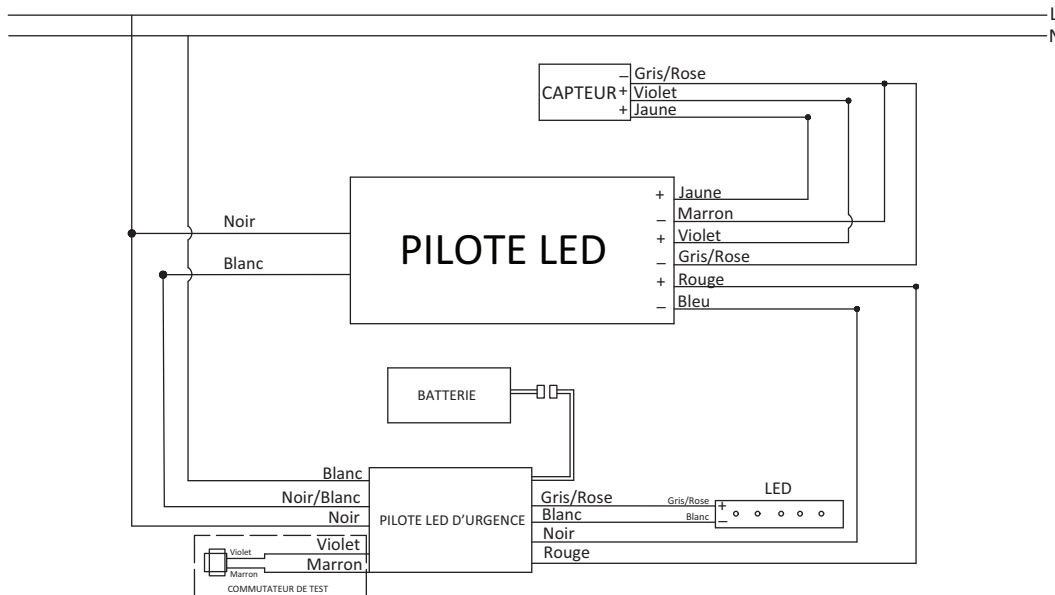 L
N
Gris/Rose
CAPTEUR
Violet
Jaune
Jaune
Marron
Noir
Violet
PILOTE LED
Blanc
Gris/Rose
Rouge
Bleu
BATTERIE
Blanc
Noir/Blanc
Noir
PILOTE LED D’URGENCE
Gris/Rose
Blanc
Noir
Rouge
Gris/Rose
Blanc
LED
Violet
Marron
Violet
Marron
COMMUTATEUR DE TEST